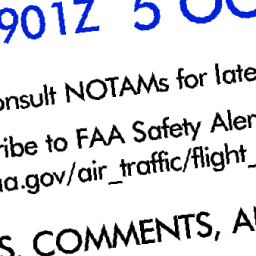 901Z 5 OC
onsult NOTAMs for late
ribe to FAA Safety Aler
aa.gov/air_traffic/flight_
S, COMMENTS, A